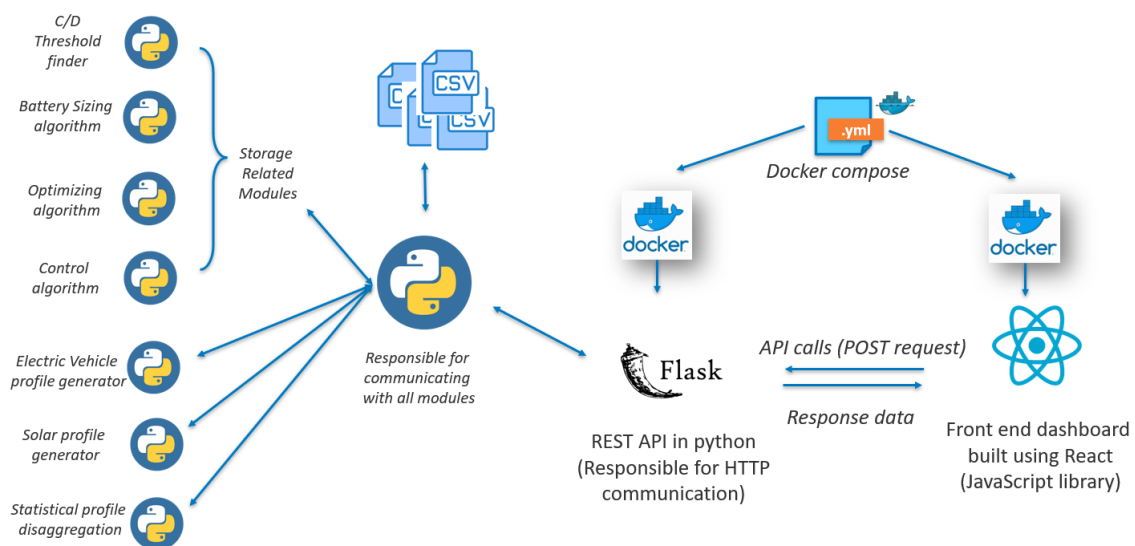 C/D
Threshold
finder
Battery Sizing
algorithm
Optimizing
algorithm
Control
algorithm
Storage
Related
Modules
Electric Vehicle
profile generator
Solar profile
generator
Statistical profile
disaggregation
CSV
CSV
CSV
CSV
Responsible for
communicating
with all modules
.yml
Docker compose
docker
docker
Flask
REST API in python
(Responsible for HTTP
communication)
API calls (POST request)
Response data
Front end dashboard
built using React
(JavaScript library)